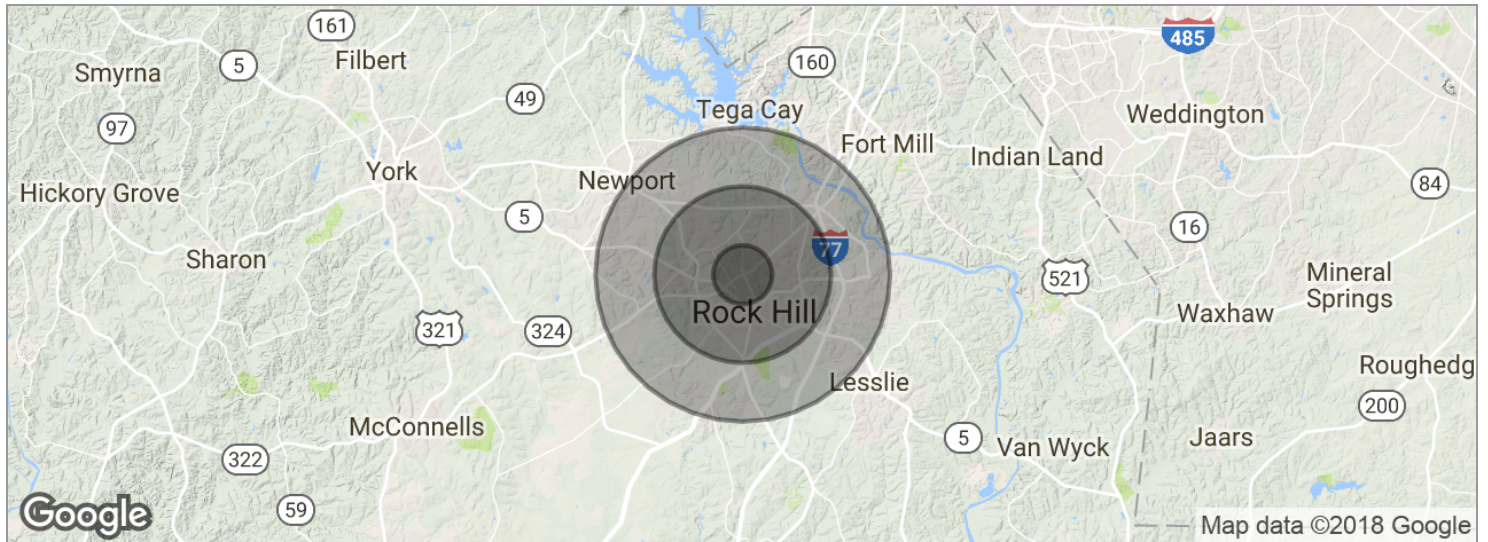 161
Filbert
5
Smyrna
160
485
49
Tega Cay
97
Weddington
Fort Mill
Indian Land
York
Newport
84
Hickory Grove
5
16
77
Sharon
521
Mineral
Springs
Rock Hill
Waxhaw
321
324
Roughedg
Lesslie
200
McConnells
5
Jaars
Van Wyck
322
59
Google
Map data ©2018 Google